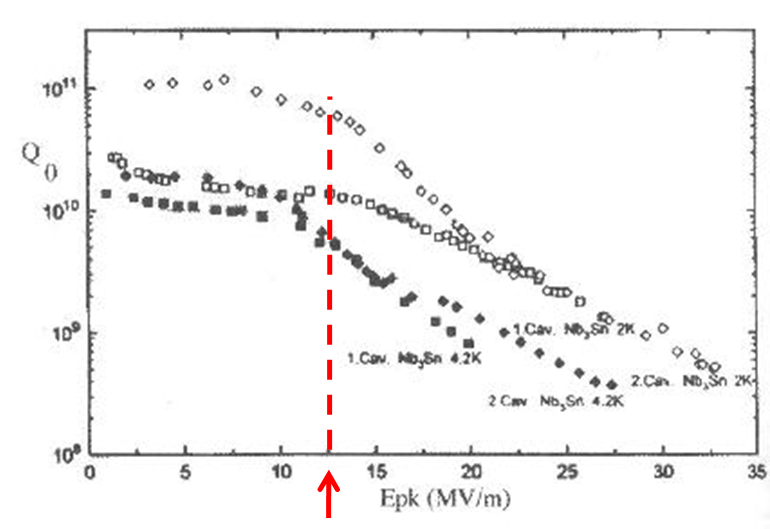 10¹¹
Q₀
10¹⁰
10⁹
1.Cav. Nb₃Sn 2K
1.Cav. Nb₃Sn 4.2K
2.Cav. Nb₃Sn 2K
2 Cav Nb₃Sn 4.2K
10⁸
0 5 10 15 20 25 30 35
Epk (MV/m)